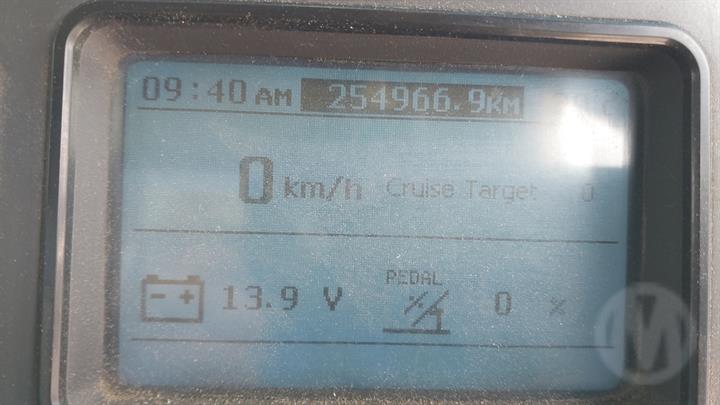 09:40 AM 254966.9KM
0 km/h Cruise Target 0
PEDAL
- + 13.9 V 0 %
M